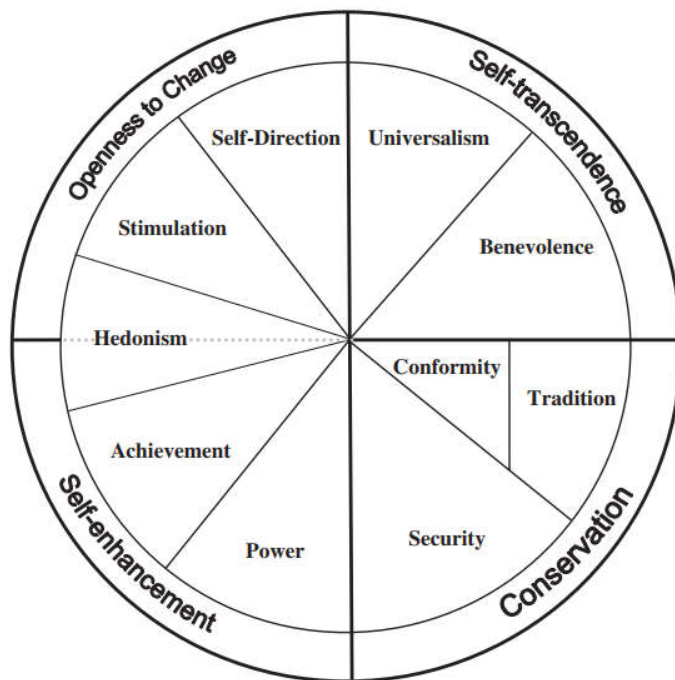 Openness to Change
Self-transcendence
Self-Direction
Universalism
Stimulation
Benevolence
Hedonism
Conformity
Tradition
Achievement
Power
Security
Self-enhancement
Conservation